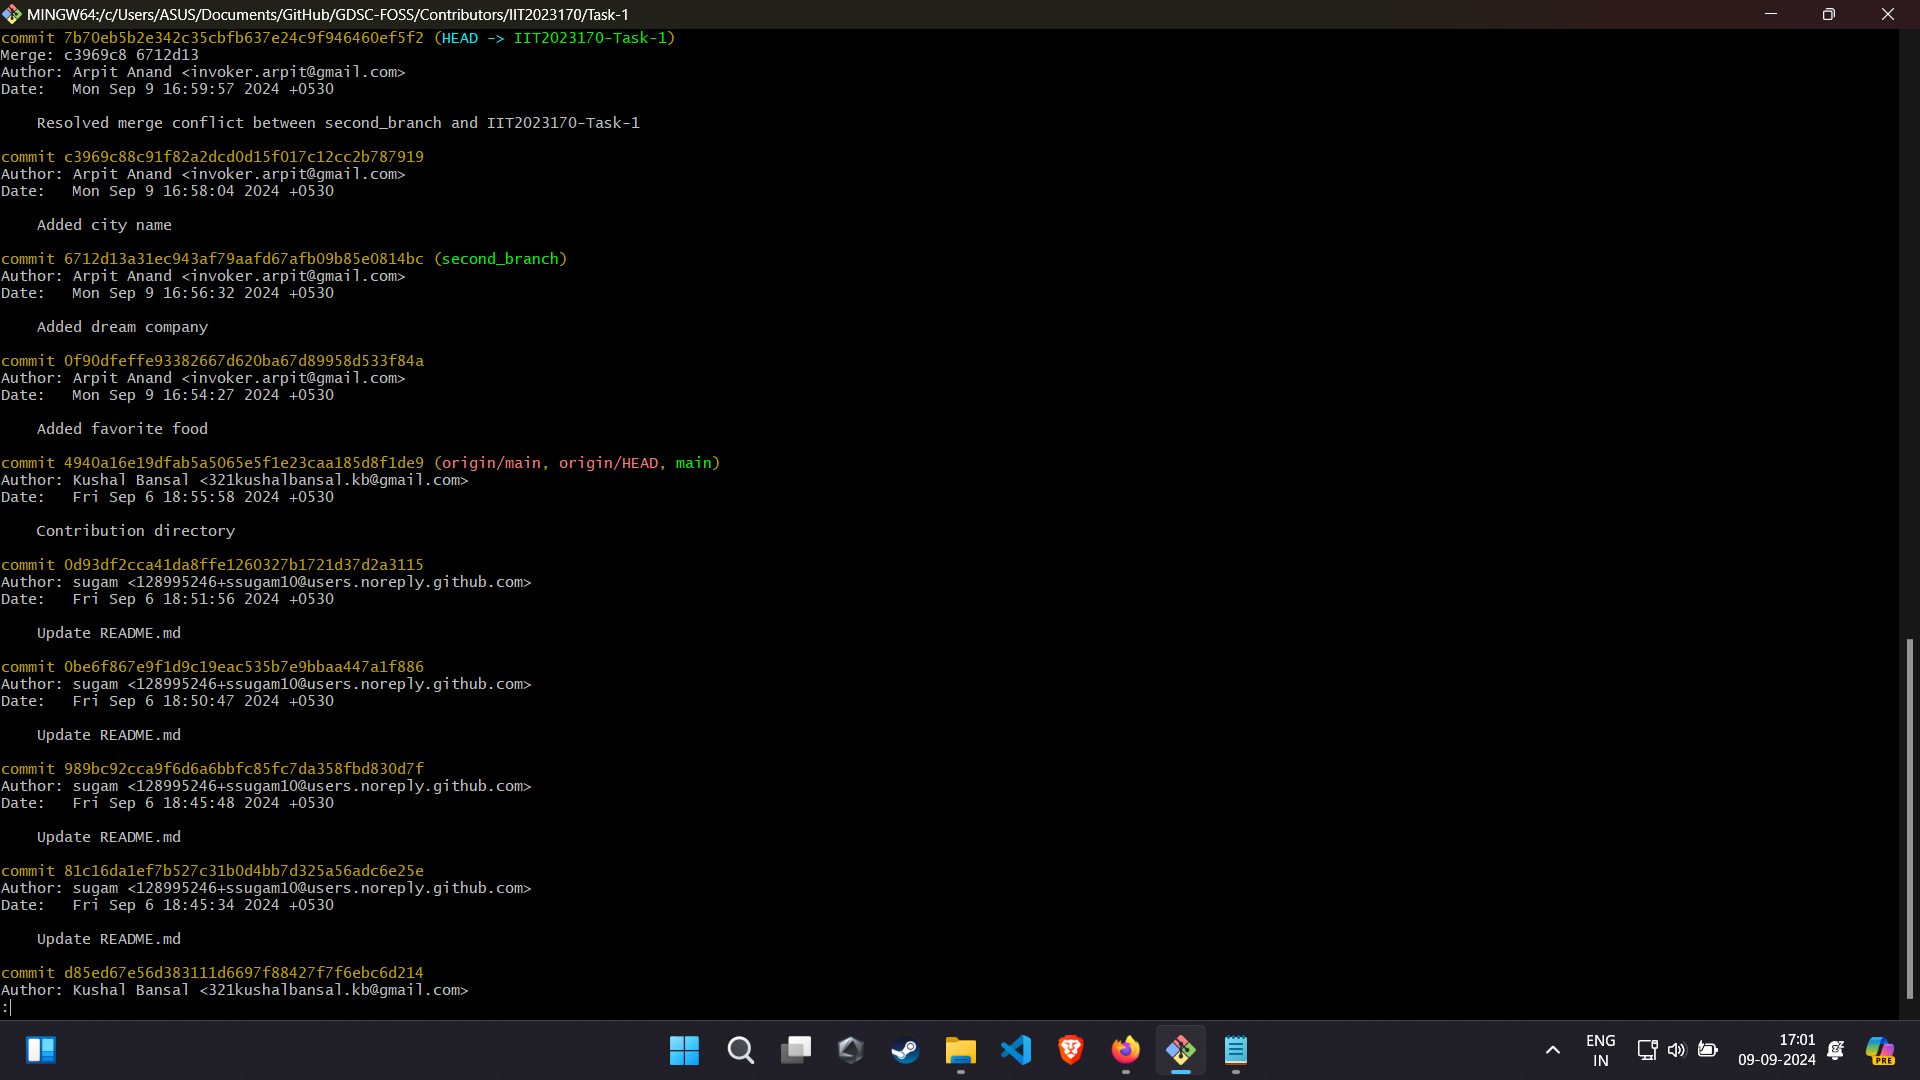 MINGW64:/c/Users/ASUS/Documents/GitHub/GDSC-FOSS/Contributors/IIT2023170/Task-1
commit 7b70eb5b2e342c35cbfb637e24c9f946460ef5f2 (HEAD -> IIT2023170-Task-1)
Merge: c3969c8 6712d13
Author: Arpit Anand <invoker.arpit@gmail.com>
Date:   Mon Sep 9 16:59:57 2024 +0530
    Resolved merge conflict between second_branch and IIT2023170-Task-1
commit c3969c88c91f82a2dcd0d15f017c12cc2b787919
Author: Arpit Anand <invoker.arpit@gmail.com>
Date:   Mon Sep 9 16:58:04 2024 +0530
    Added city name
commit 6712d13a31ec943af79aafd67afb09b85e0814bc (second_branch)
Author: Arpit Anand <invoker.arpit@gmail.com>
Date:   Mon Sep 9 16:56:32 2024 +0530
    Added dream company
commit 0f90dfeffe93382667d620ba67d89958d533f84a
Author: Arpit Anand <invoker.arpit@gmail.com>
Date:   Mon Sep 9 16:54:27 2024 +0530
    Added favorite food
commit 4940a16e19dfab5a5065e5f1e23caa185d8f1de9 (origin/main, origin/HEAD, main)
Author: Kushal Bansal <321kushalbansal.kb@gmail.com>
Date:   Fri Sep 6 18:55:58 2024 +0530
    Contribution directory
commit 0d93df2cca41da8ffe1260327b1721d37d2a3115
Author: sugam <128995246+ssugam10@users.noreply.github.com>
Date:   Fri Sep 6 18:51:56 2024 +0530
    Update README.md
commit 0be6f867e9f1d9c19eac535b7e9bbaa447a1f886
Author: sugam <128995246+ssugam10@users.noreply.github.com>
Date:   Fri Sep 6 18:50:47 2024 +0530
    Update README.md
commit 989bc92cca9f6d6a6bbfc85fc7da358fbd830d7f
Author: sugam <128995246+ssugam10@users.noreply.github.com>
Date:   Fri Sep 6 18:45:48 2024 +0530
    Update README.md
commit 81c16da1ef7b527c31b0d4bb7d325a56adc6e25e
Author: sugam <128995246+ssugam10@users.noreply.github.com>
Date:   Fri Sep 6 18:45:34 2024 +0530
    Update README.md
commit d85ed67e56d383111d6697f88427f7f6ebc6d214
Author: Kushal Bansal <321kushalbansal.kb@gmail.com>
:
ENG
IN
17:01
09-09-2024
PRE